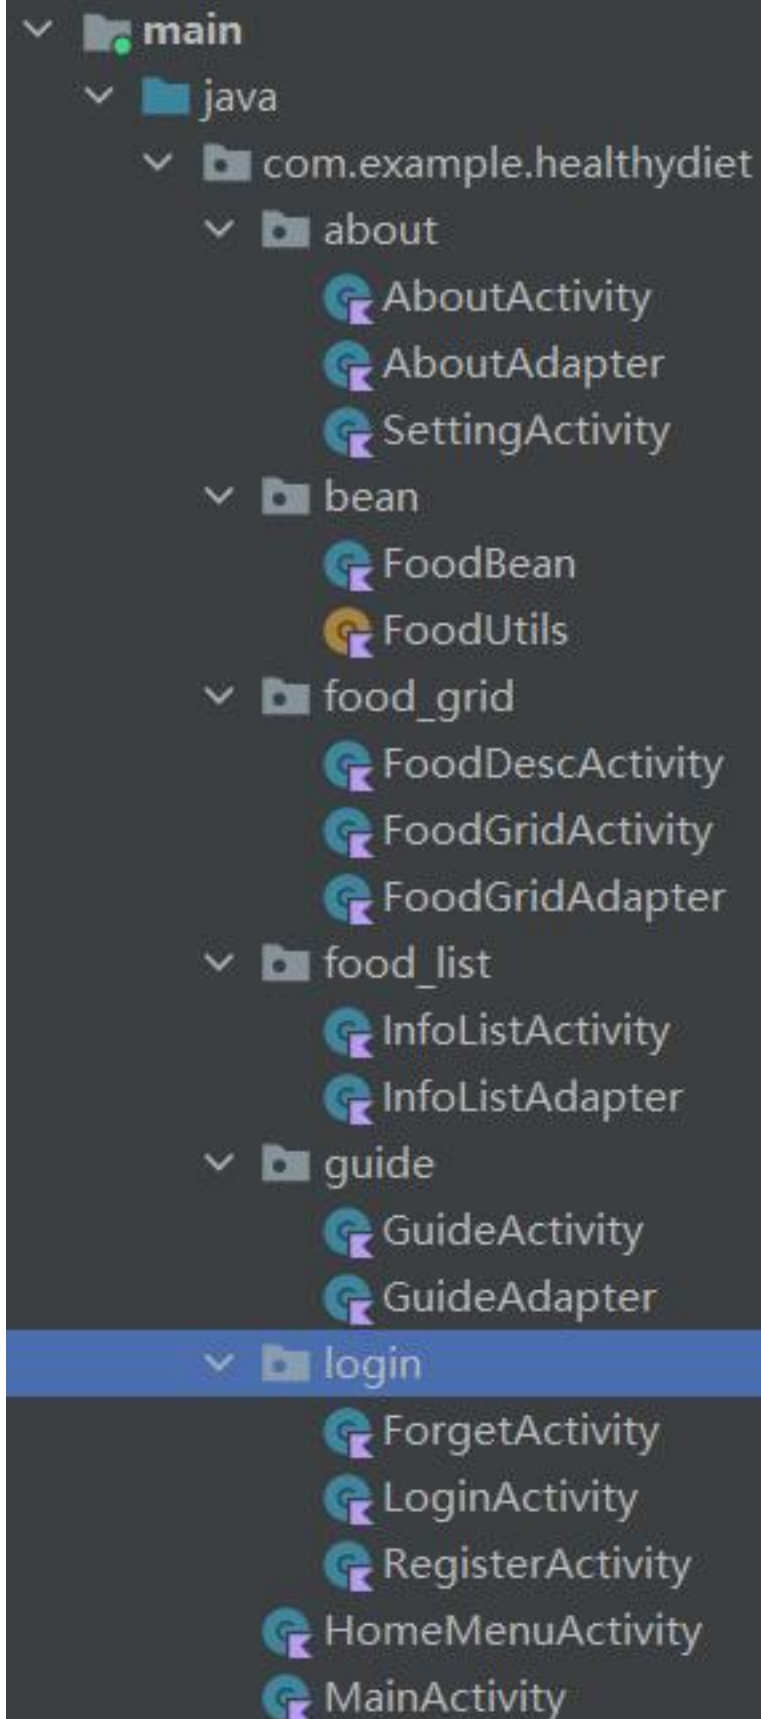 main
java
com.example.healthydiet
about
AboutActivity
AboutAdapter
SettingActivity
bean
FoodBean
FoodUtils
food_grid
FoodDescActivity
FoodGridActivity
FoodGridAdapter
food_list
InfoListActivity
InfoListAdapter
guide
GuideActivity
GuideAdapter
login
ForgetActivity
LoginActivity
RegisterActivity
HomeMenuActivity
MainActivity